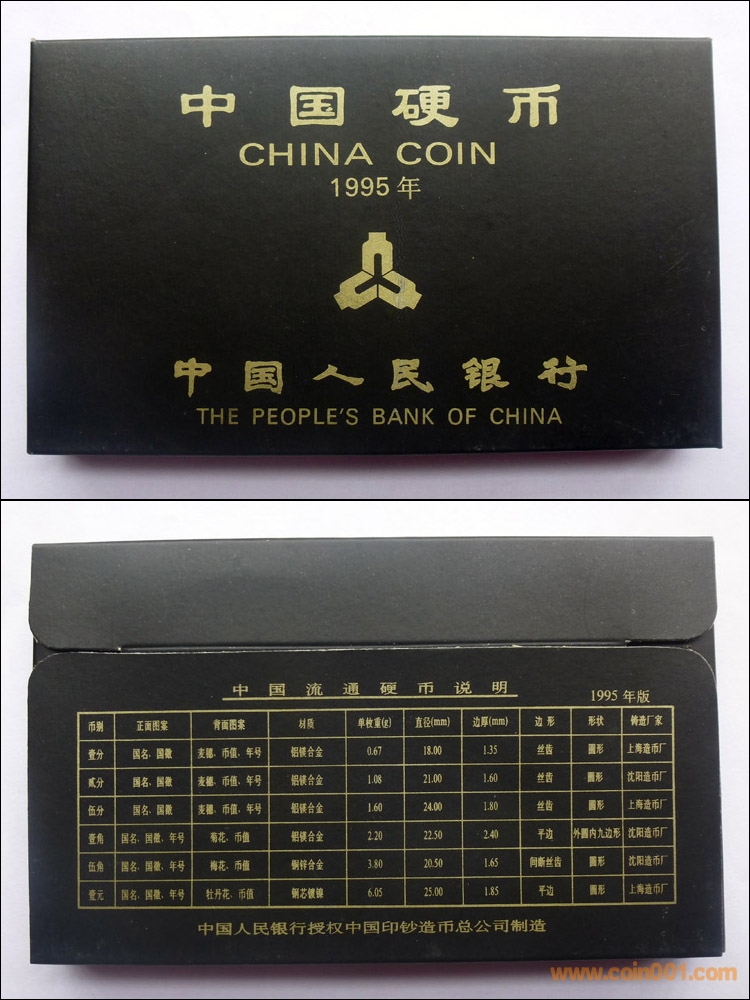 中国硬币
CHINA COIN
1995年
中国人民银行
THE PEOPLE'S BANK OF CHINA
中国流通硬币说明
1995年版
币别 正面图案 背面图案 材质 单枚重(g) 直径(mm) 边厚(mm) 边形 形状 铸造厂家
壹分 国名、国徽 麦穗、币值、年号 铝镁合金 0.67 18.00 1.35 丝齿 圆形 上海造币厂
贰分 国名、国徽 麦穗、币值、年号 铝镁合金 1.08 21.00 1.60 丝齿 圆形 沈阳造币厂
伍分 国名、国徽 麦穗、币值、年号 铝镁合金 1.60 24.00 1.80 丝齿 圆形 上海造币厂
壹角 国名、国徽、年号 菊花、币值 铝镁合金 2.20 22.50 2.40 平边 外圆内九边形 沈阳造币厂
伍角 国名、国徽、年号 梅花、币值 铜锌合金 3.80 20.50 1.65 间断丝齿 圆形 沈阳造币厂
壹元 国名、国徽、年号 牡丹花、币值 钢芯镀镍 6.05 25.00 1.85 平边 圆形 上海造币厂
中国人民银行授权中国印钞造币总公司制造
www.coin001.com